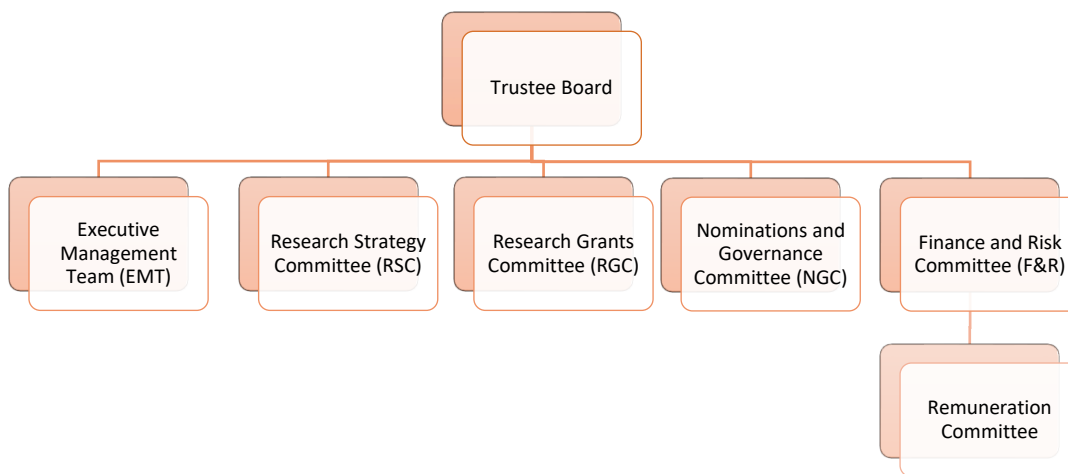 Trustee Board
Executive
Management
Team (EMT)
Research Strategy
Committee (RSC)
Research Grants
Committee (RGC)
Nominations and
Governance
Committee (NGC)
Finance and Risk
Committee (F&R)
Remuneration
Committee